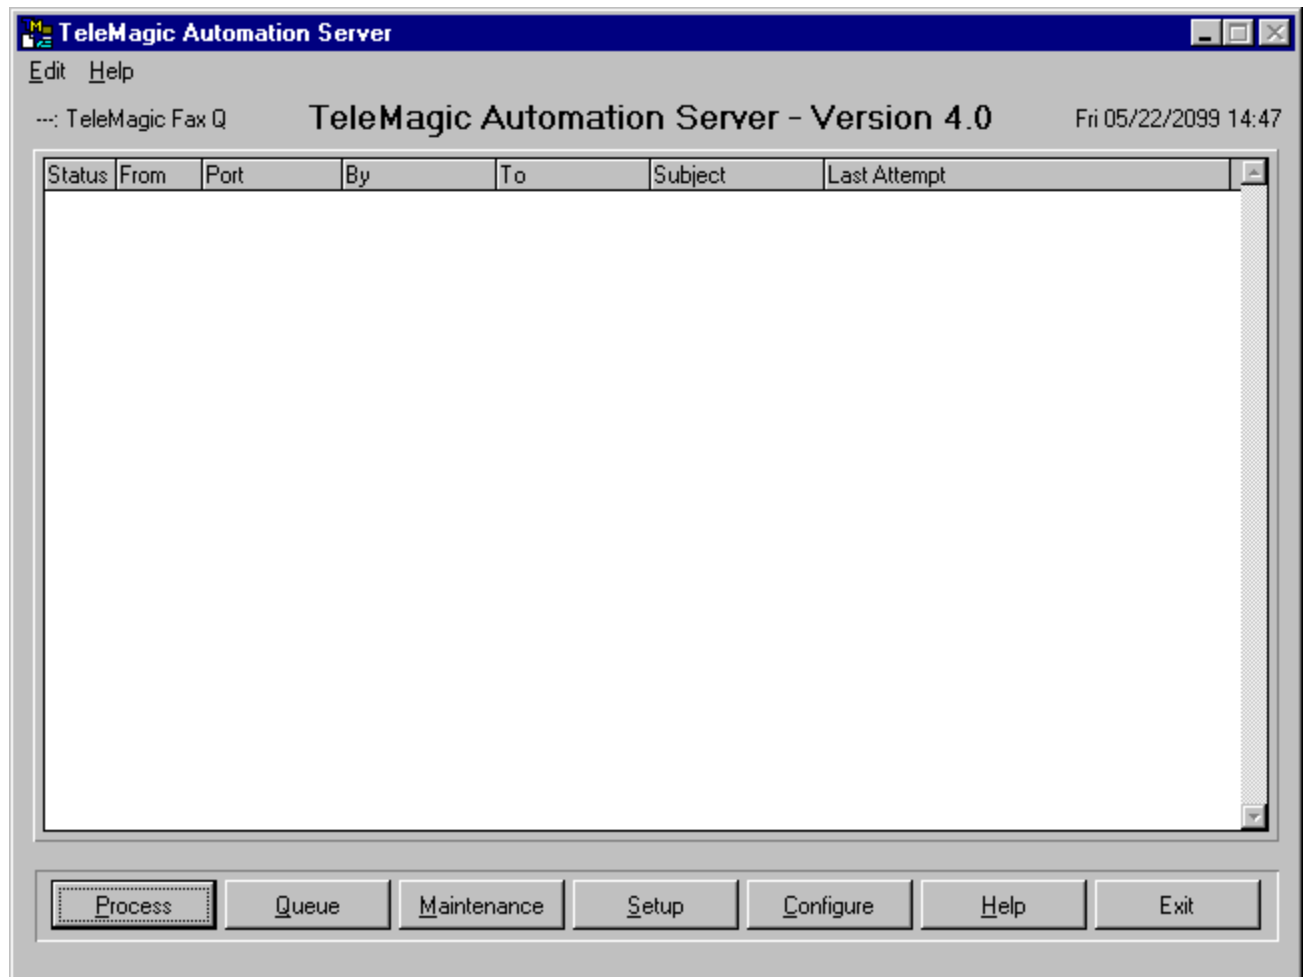 TeleMagic Automation Server
Edit Help
---: TeleMagic Fax Q TeleMagic Automation Server - Version 4.0 Fri 05/22/2099 14:47
Status From Port By To Subject Last Attempt
Process Queue Maintenance Setup Configure Help Exit